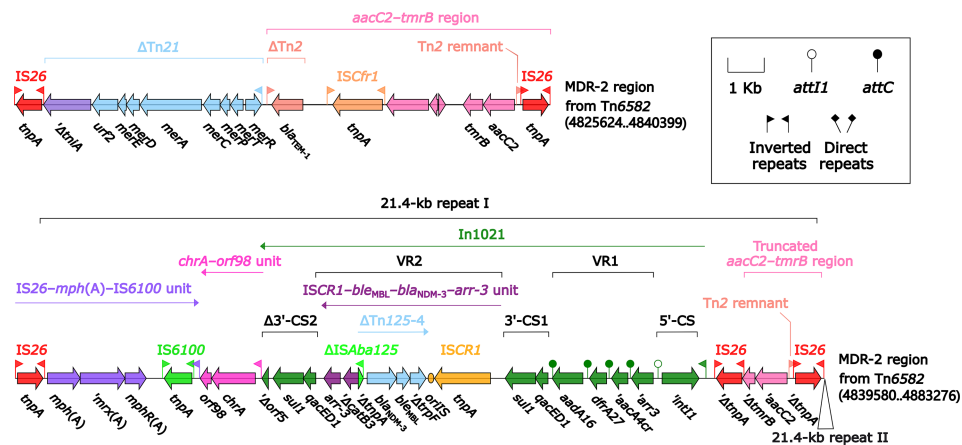 aacC2–tmrB region
ΔTn21
ΔTn2
Tn2 remnant
IS26
ISCfr1
IS26
MDR-2 region
from Tn6582
(4825624..4840399)
tnpA
'ΔtnlA
urf2
merE
merD
merA
merC
merP
merT
merR
blaTEM-1
tnpA
tmrB
aacC2
tnpA
1 Kb
attI1
attC
Inverted
repeats
Direct
repeats
21.4-kb repeat I
In1021
chrA–orf98 unit
VR2
VR1
Truncated
aacC2–tmrB
region
IS26–mph(A)–IS6100 unit
ISCR1–bleMBL–blaNDM-3–arr-3 unit
Δ3'-CS2
ΔTn125-4
3'-CS1
5'-CS
Tn2 remnant
IS26
IS6100
ΔISAba125
ISCR1
IS26
IS26
MDR-2 region
from Tn6582
(4839580..4883276)
tnpA
mph(A)
'mrx(A)
mphR(A)
tnpA
orf98
chrA
'Δorf5
sul1
qacED1
arr-3
'ΔcatB3
'ΔtnpA
blaNDM-3
bleMBL
'ΔtrpF
oriIS
tnpA
sul1
qacED1
aadA16
dfrA27
'aacA4cr
'arr3
'intI1
'ΔtnpA
'ΔtmrB
'aacC2
'ΔtnpA
21.4-kb repeat II